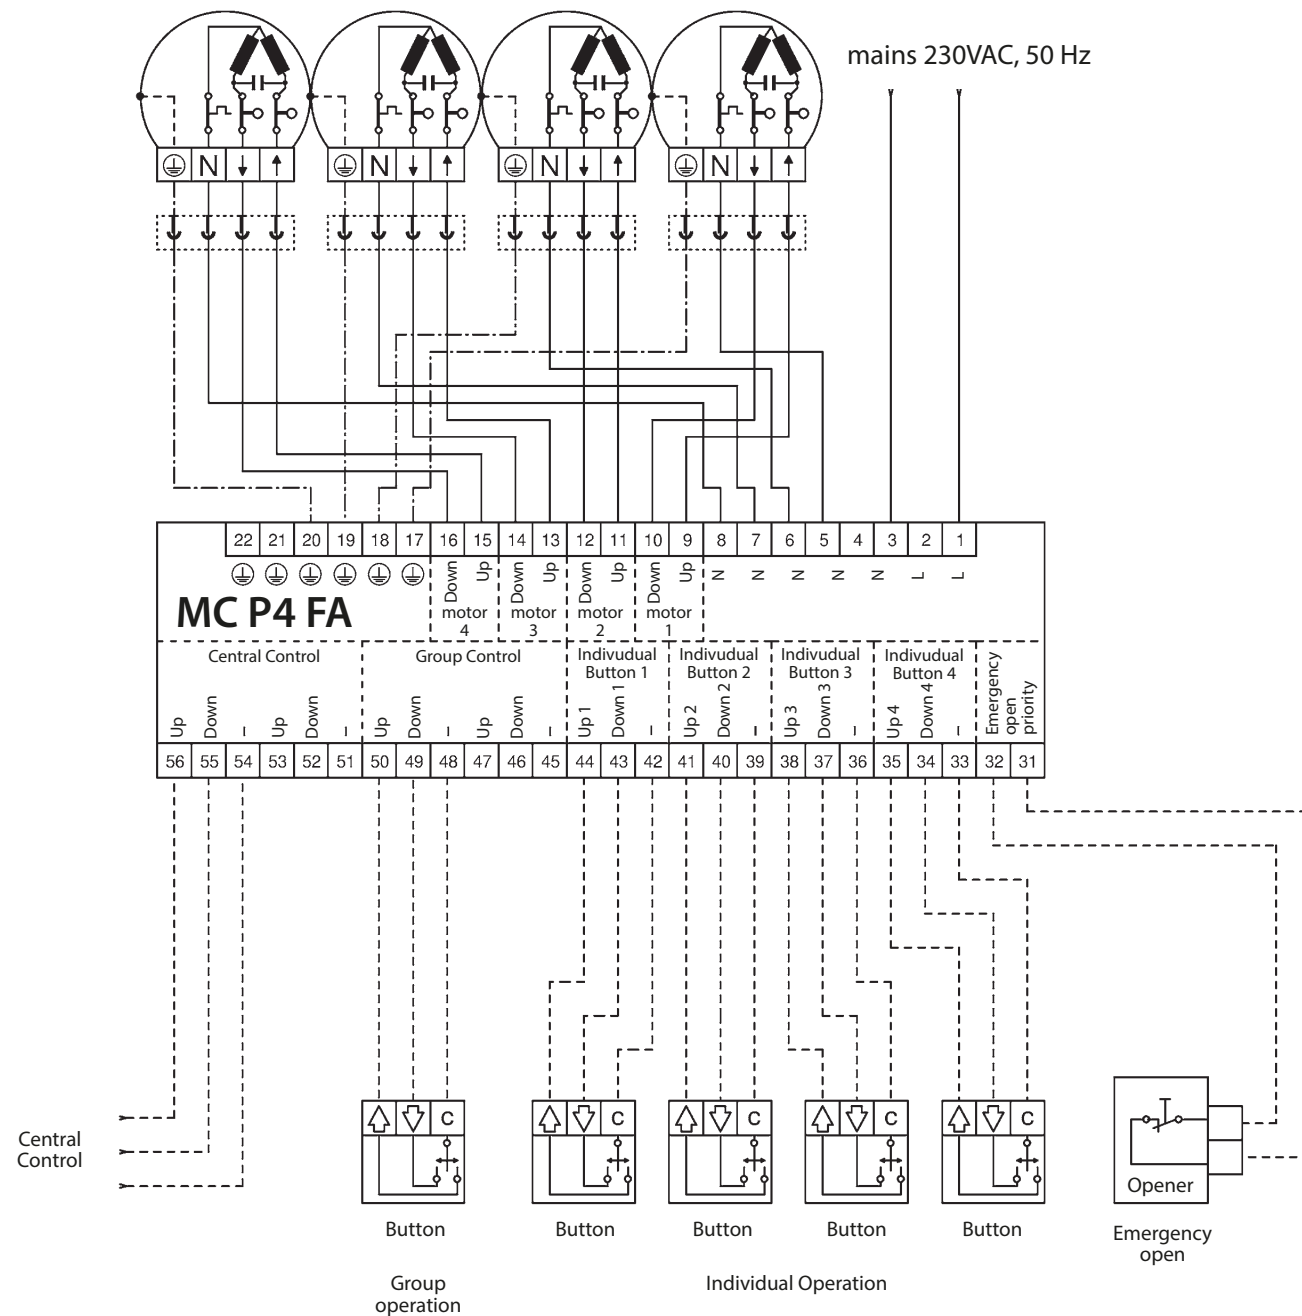 mains 230VAC, 50 Hz
N N N N
22 21 20 19 18 17 16 15 14 13 12 11 10 9 8 7 6 5 4 3 2 1
Down Up Down Up Down Up Down Up N N N N N L L
motor 4
motor 3
motor 2
motor 1
MC P4 FA
Central Control
Group Control
Indivudual Button 1
Indivudual Button 2
Indivudual Button 3
Indivudual Button 4
Emergency open priority
Up Down – Up Down – Up Down – Up Down – Up 1 Down 1 – Up 2 Down 2 – Up 3 Down 3 – Up 4 Down 4 –
56 55 54 53 52 51 50 49 48 47 46 45 44 43 42 41 40 39 38 37 36 35 34 33 32 31
Central
Control
C C C C C
Opener
Button Button Button Button Button
Emergency
open
Group
operation
Individual Operation